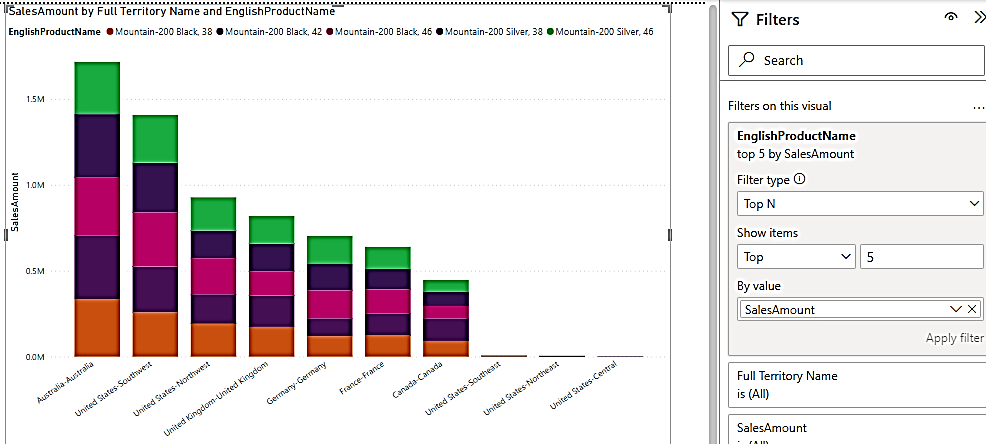 SalesAmount by Full Territory Name and EnglishProductName
EnglishProductName Mountain-200 Black, 38 Mountain-200 Black, 42 Mountain-200 Black, 46 Mountain-200 Silver, 38 Mountain-200 Silver, 46
SalesAmount
1.5M
1.0M
0.5M
0.0M
Australia-Australia
United States-Southwest
United States-Northwest
United Kingdom-United Kingdom
Germany-Germany
France-France
Canada-Canada
United States-Southeast
United States-Northeast
United States-Central
Filters
Search
Filters on this visual
...
EnglishProductName
top 5 by SalesAmount
Filter type
Top N
Show items
Top 5
By value
SalesAmount
Apply filter
Full Territory Name
is (All)
SalesAmount
is (All)